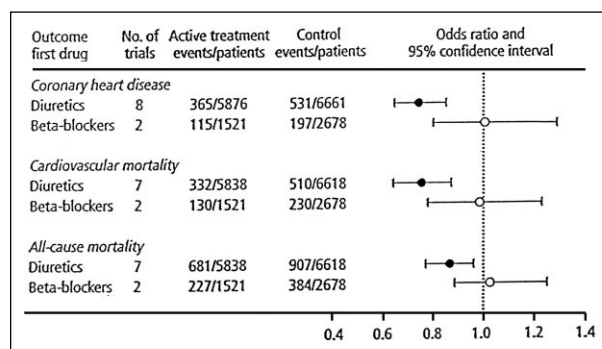 Outcome No. of Active treatment Control Odds ratio and
first drug trials events/patients events/patients 95% confidence interval
Coronary heart disease
Diuretics 8 365/5876 531/6661
Beta-blockers 2 115/1521 197/2678
Cardiovascular mortality
Diuretics 7 332/5838 510/6618
Beta-blockers 2 130/1521 230/2678
All-cause mortality
Diuretics 7 681/5838 907/6618
Beta-blockers 2 227/1521 384/2678
0.4 0.6 0.8 1.0 1.2 1.4